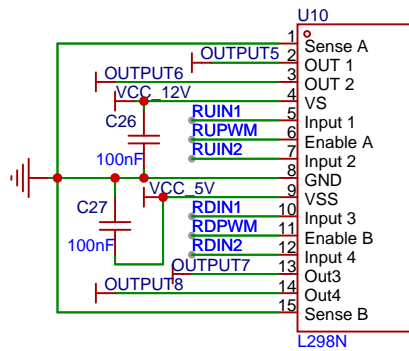 U10
1 Sense A
OUTPUT5 2 OUT 1
OUTPUT6 3 OUT 2
VCC_12V 4 VS
C26 RUIN1 5 Input 1
RUPWM 6 Enable A
100nF RUIN2 7 Input 2
8 GND
VCC_5V 9 VSS
C27 RDIN1 10 Input 3
RDPWM 11 Enable B
100nF RDIN2 12 Input 4
OUTPUT7 13 Out3
OUTPUT8 14 Out4
15 Sense B
L298N